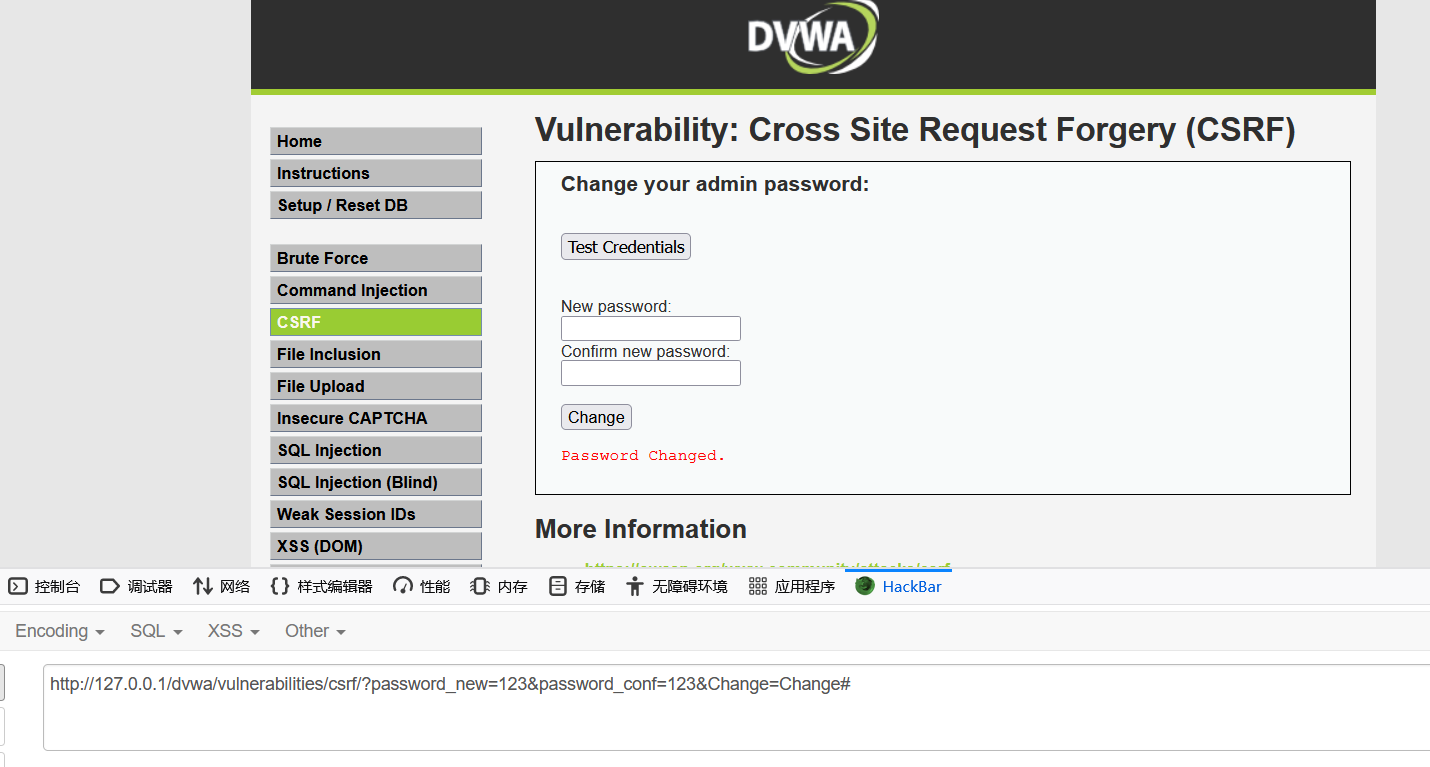 DVWA
Vulnerability: Cross Site Request Forgery (CSRF)
Home
Instructions
Setup / Reset DB
Brute Force
Command Injection
CSRF
File Inclusion
File Upload
Insecure CAPTCHA
SQL Injection
SQL Injection (Blind)
Weak Session IDs
XSS (DOM)
Change your admin password:
Test Credentials
New password:
Confirm new password:
Change
Password Changed.
More Information
控制台 调试器 网络 样式编辑器 性能 内存 存储 无障碍环境 应用程序 HackBar
Encoding SQL XSS Other
http://127.0.0.1/dvwa/vulnerabilities/csrf/?password_new=123&password_conf=123&Change=Change#